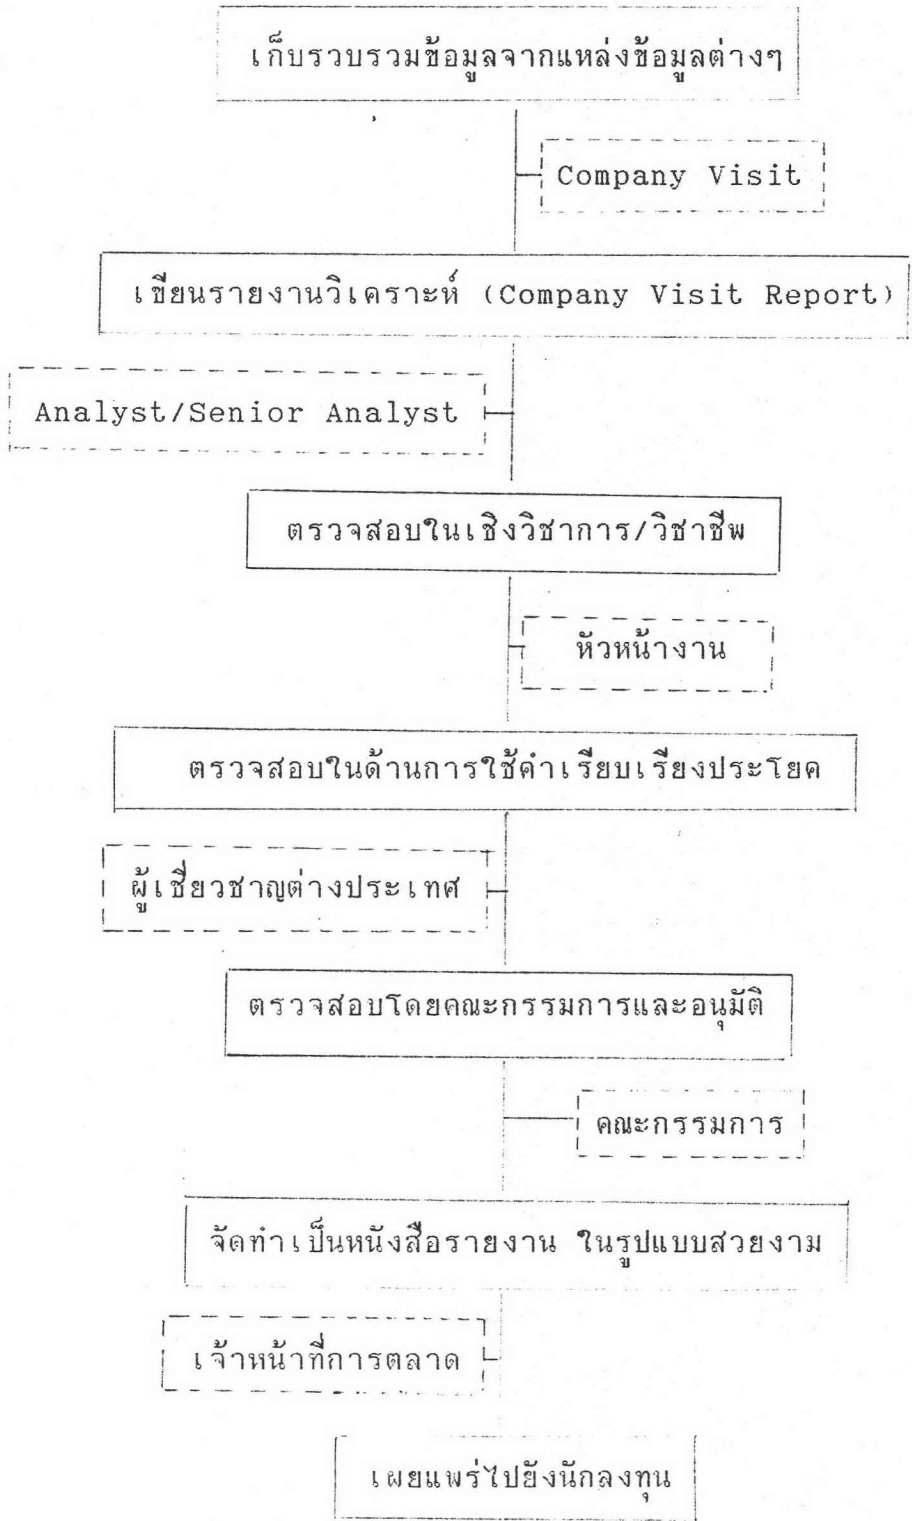 เก็บรวบรวมข้อมูลจากแหล่งข้อมูลต่างๆ
Company Visit
เขียนรายงานวิเคราะห์ (Company Visit Report)
Analyst/Senior Analyst
ตรวจสอบในเชิงวิชาการ/วิชาชีพ
หัวหน้างาน
ตรวจสอบในด้านการใช้คำเรียบเรียงประโยค
ผู้เชี่ยวชาญต่างประเทศ
ตรวจสอบโดยคณะกรรมการและอนุมัติ
คณะกรรมการ
จัดทำเป็นหนังสือรายงาน ในรูปแบบสวยงาม
เจ้าหน้าที่การตลาด
เผยแพร่ไปยังนักลงทุน